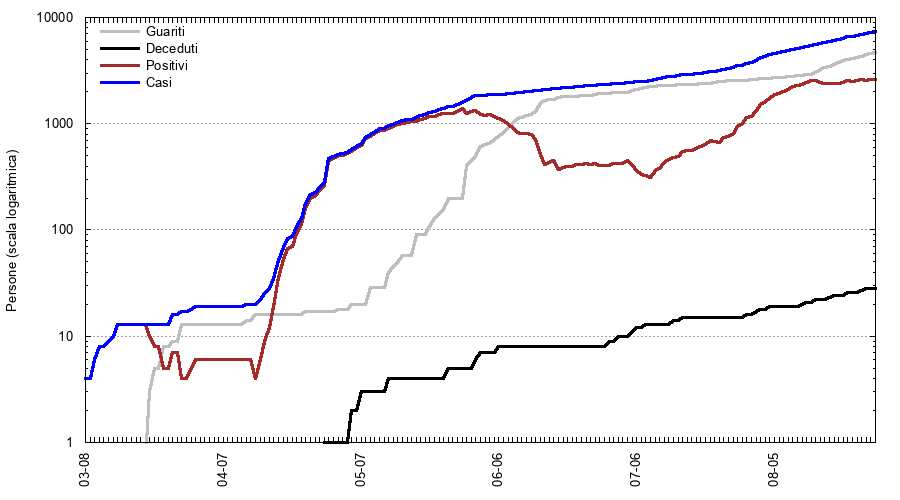 10000
1000
100
10
1
Persone (scala logaritmica)
Guariti
Deceduti
Positivi
Casi
03-08
04-07
05-07
06-06
07-06
08-05